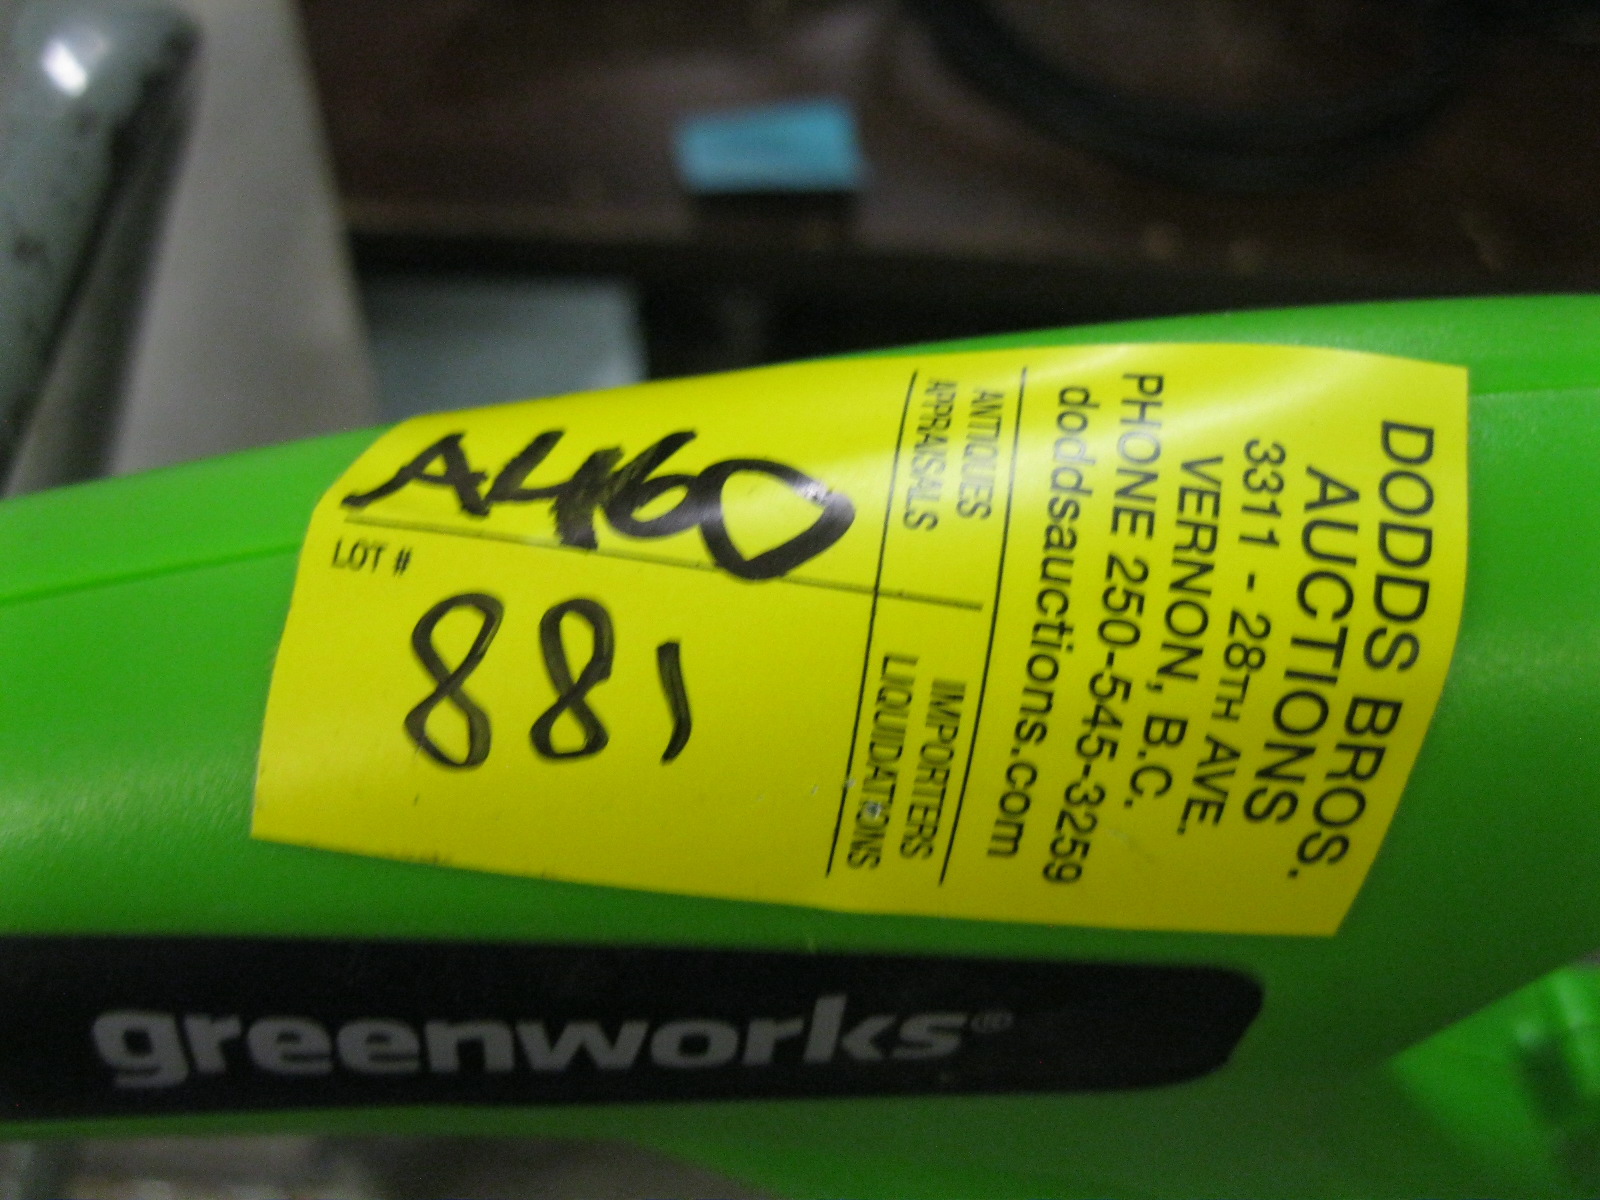 DODDS BROS.
AUCTIONS
3311 - 28TH AVE.
VERNON, B.C.
PHONE 250-545-3259
doddsauctions.com
ANTIQUES IMPORTERS
APPRAISALS LIQUIDATIONS
A460
LOT #
881
greenworks®